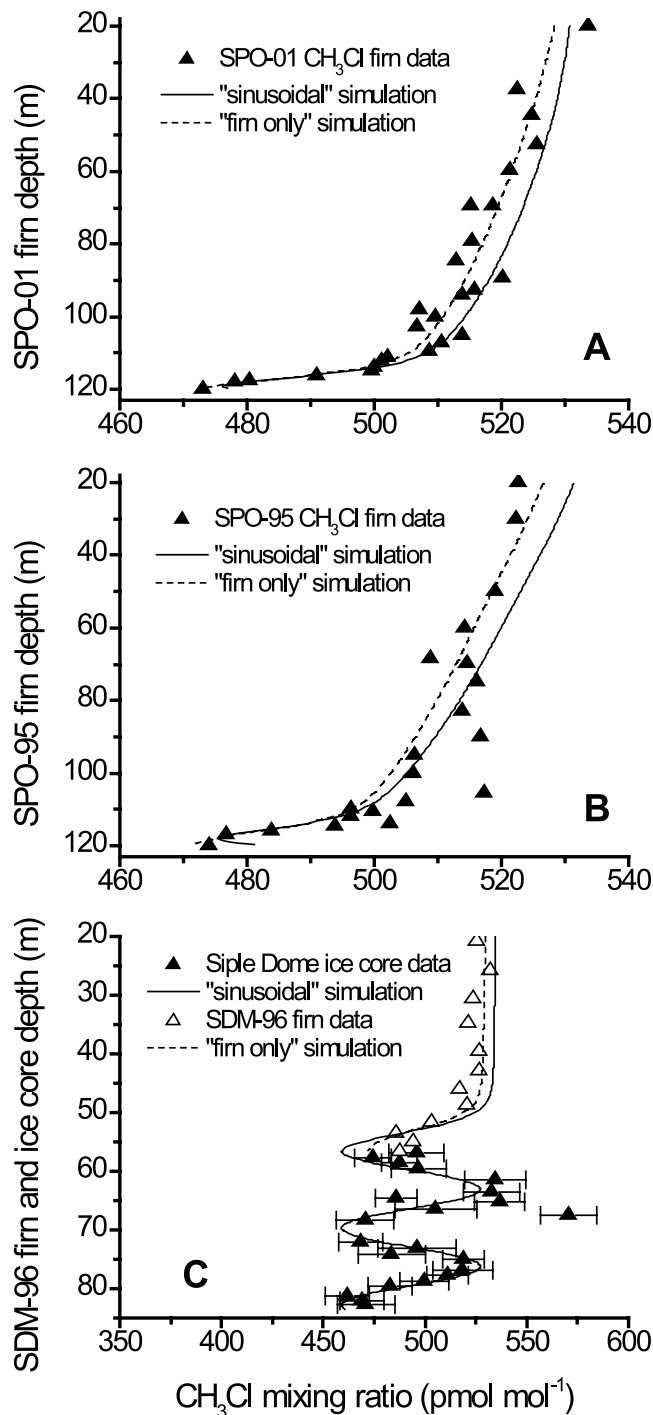 20
40
60
80
100
120
SPO-01 firn depth (m)
SPO-01 CH₃Cl firn data
"sinusoidal" simulation
"firn only" simulation
A
460 480 500 520 540
20
40
60
80
100
120
SPO-95 firn depth (m)
SPO-95 CH₃Cl firn data
"sinusoidal" simulation
"firn only" simulation
B
460 480 500 520 540
20
30
40
50
60
70
80
SDM-96 firn and ice core depth (m)
Siple Dome ice core data
"sinusoidal" simulation
SDM-96 firn data
"firn only" simulation
C
350 400 450 500 550 600
CH₃Cl mixing ratio (pmol mol⁻¹)